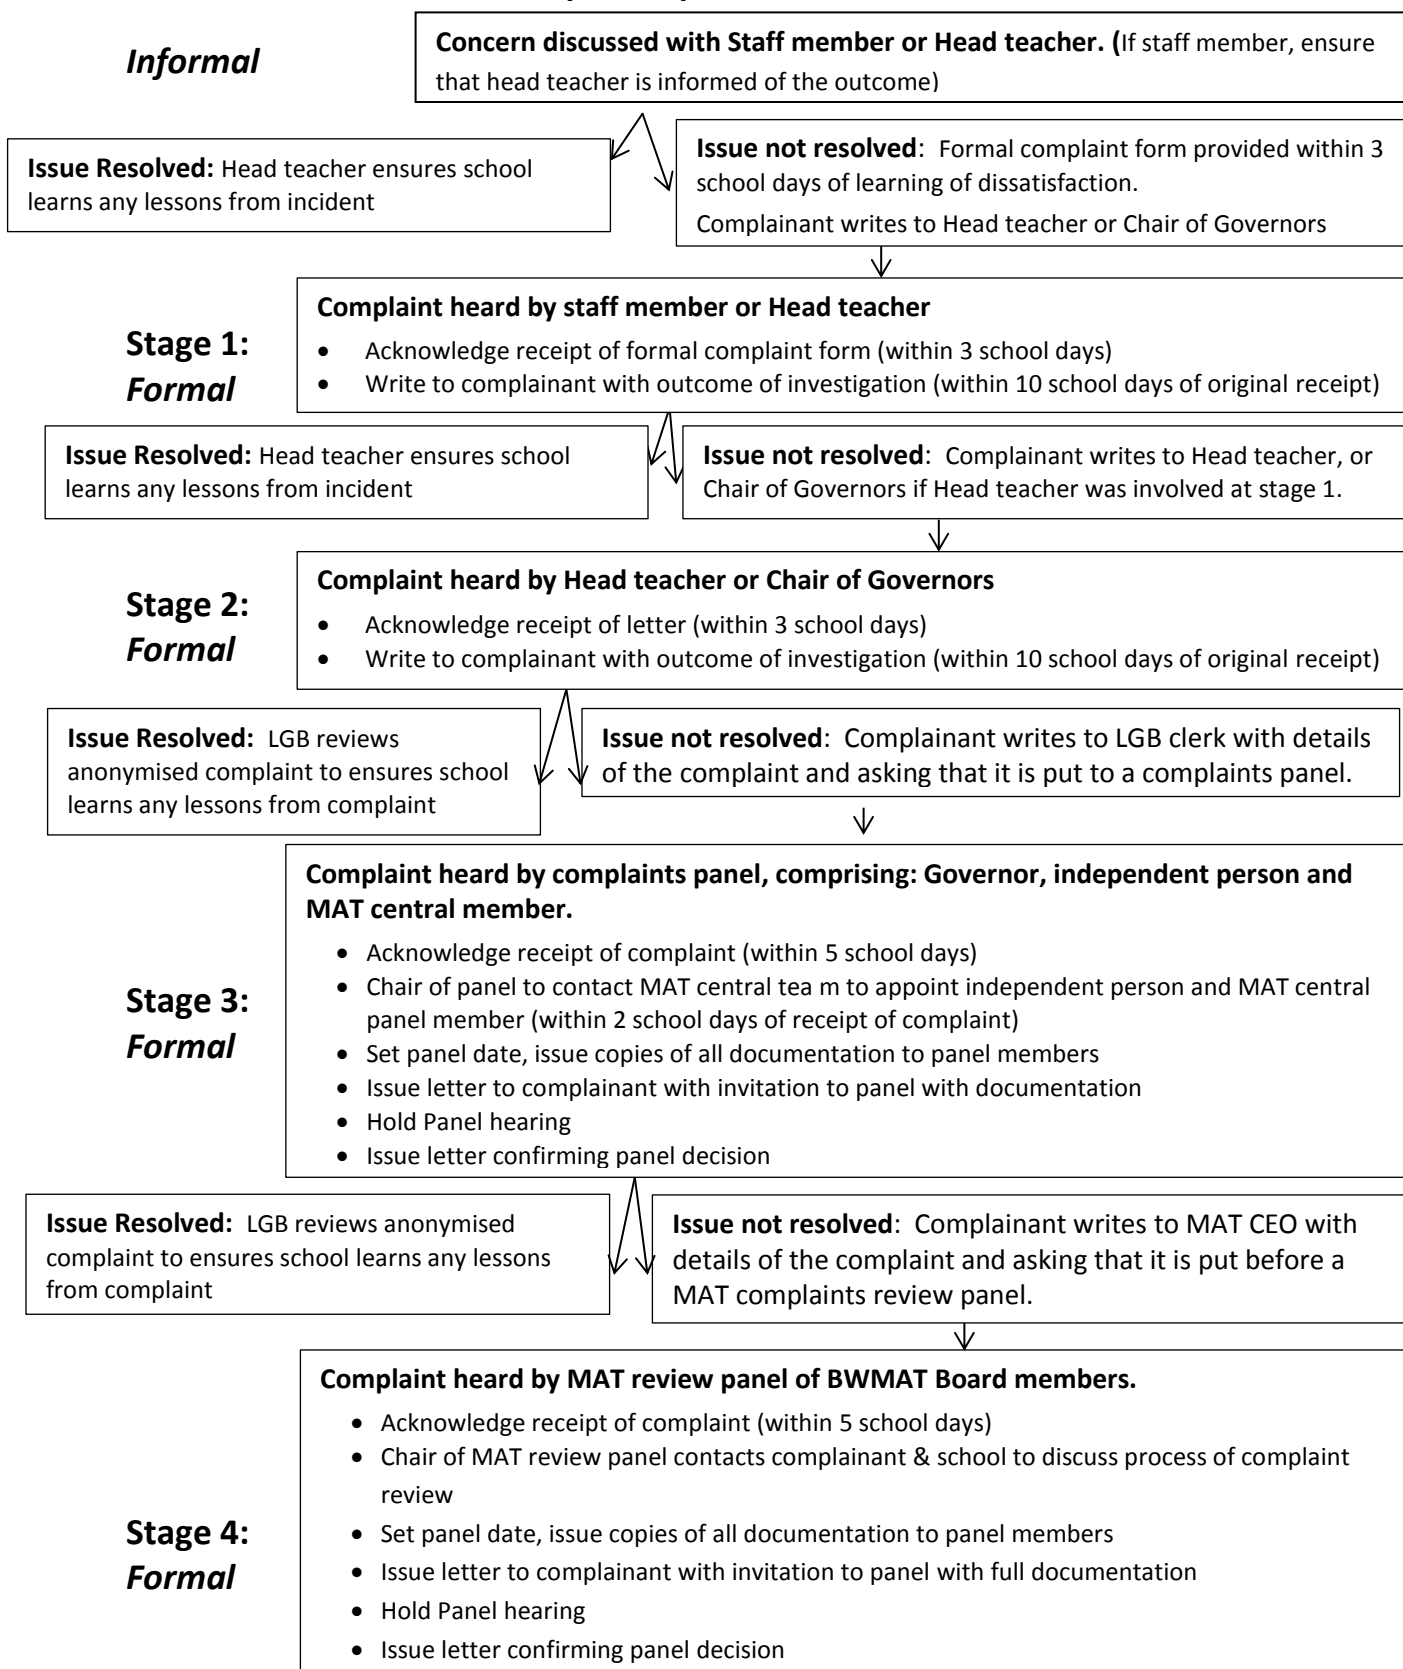 Informal
Concern discussed with Staff member or Head teacher. (If staff member, ensure
that head teacher is informed of the outcome)
Issue Resolved: Head teacher ensures school
learns any lessons from incident
Issue not resolved: Formal complaint form provided within 3
school days of learning of dissatisfaction.
Complainant writes to Head teacher or Chair of Governors
Stage 1:
Formal
Complaint heard by staff member or Head teacher
• Acknowledge receipt of formal complaint form (within 3 school days)
• Write to complainant with outcome of investigation (within 10 school days of original receipt)
Issue Resolved: Head teacher ensures school
learns any lessons from incident
Issue not resolved: Complainant writes to Head teacher, or
Chair of Governors if Head teacher was involved at stage 1.
Stage 2:
Formal
Complaint heard by Head teacher or Chair of Governors
• Acknowledge receipt of letter (within 3 school days)
• Write to complainant with outcome of investigation (within 10 school days of original receipt)
Issue Resolved: LGB reviews
anonymised complaint to ensures school
learns any lessons from complaint
Issue not resolved: Complainant writes to LGB clerk with details
of the complaint and asking that it is put to a complaints panel.
Stage 3:
Formal
Complaint heard by complaints panel, comprising: Governor, independent person and
MAT central member.
• Acknowledge receipt of complaint (within 5 school days)
• Chair of panel to contact MAT central tea m to appoint independent person and MAT central
panel member (within 2 school days of receipt of complaint)
• Set panel date, issue copies of all documentation to panel members
• Issue letter to complainant with invitation to panel with documentation
• Hold Panel hearing
• Issue letter confirming panel decision
Issue Resolved: LGB reviews anonymised
complaint to ensures school learns any lessons
from complaint
Issue not resolved: Complainant writes to MAT CEO with
details of the complaint and asking that it is put before a
MAT complaints review panel.
Stage 4:
Formal
Complaint heard by MAT review panel of BWMAT Board members.
• Acknowledge receipt of complaint (within 5 school days)
• Chair of MAT review panel contacts complainant & school to discuss process of complaint
review
• Set panel date, issue copies of all documentation to panel members
• Issue letter to complainant with invitation to panel with full documentation
• Hold Panel hearing
• Issue letter confirming panel decision